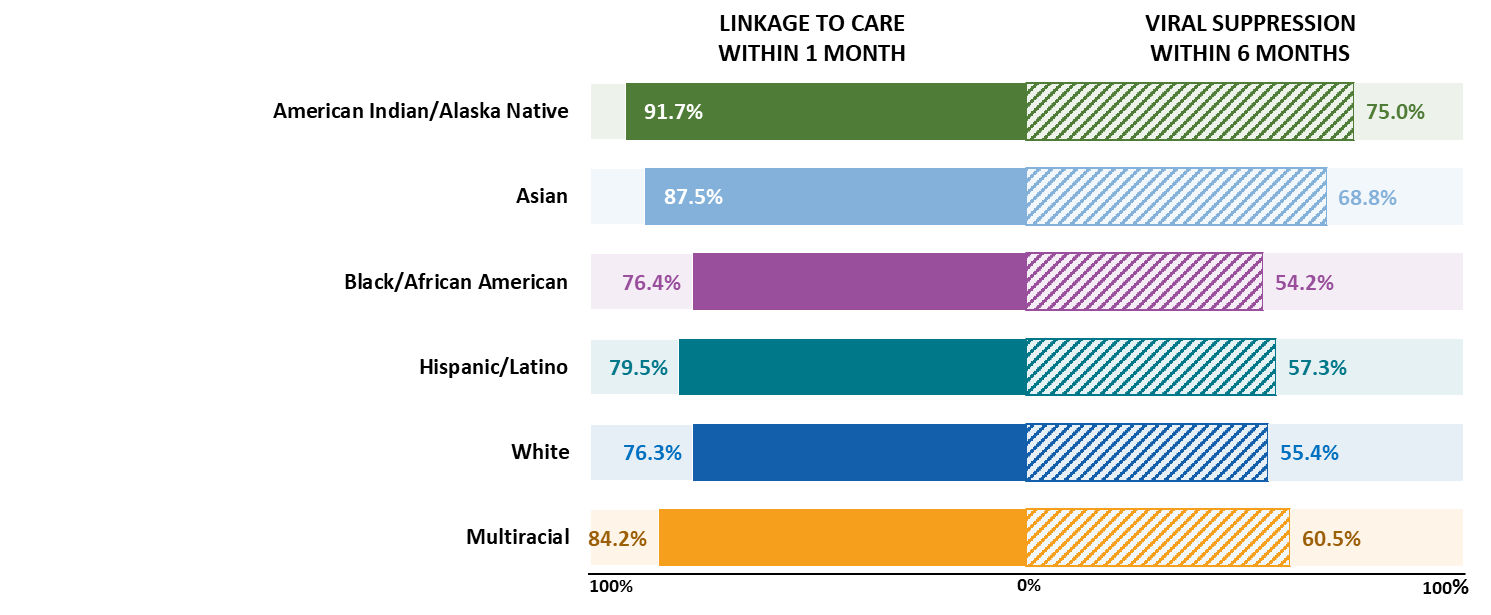 LINKAGE TO CARE
WITHIN 1 MONTH
VIRAL SUPPRESSION
WITHIN 6 MONTHS
American Indian/Alaska Native
91.7%
75.0%
Asian
87.5%
68.8%
Black/African American
76.4%
54.2%
Hispanic/Latino
79.5%
57.3%
White
76.3%
55.4%
Multiracial
84.2%
60.5%
100%
0%
100%